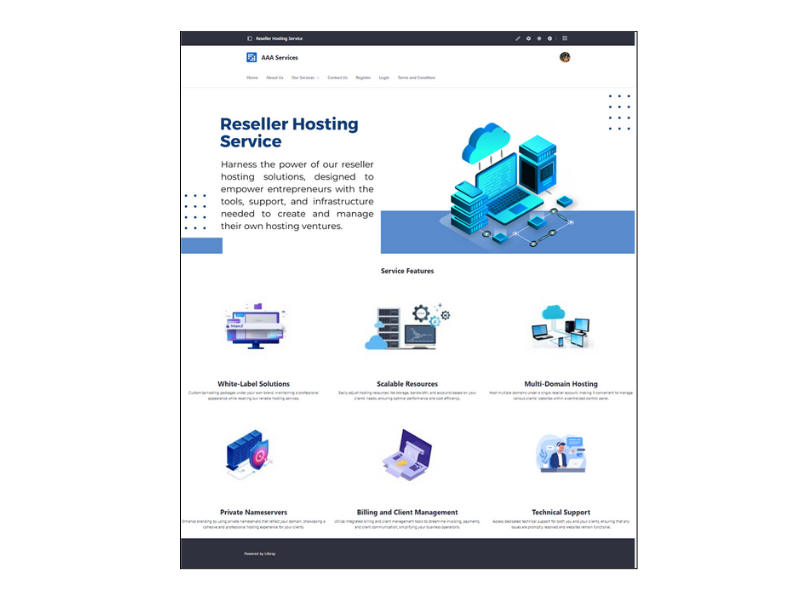 Reseller Hosting Service
AAA Services
Home About Us Our Services Contact Us Register Login Terms and Condition
Reseller Hosting
Service
Harness the power of our reseller
hosting solutions, designed to
empower entrepreneurs with the
tools, support, and infrastructure
needed to create and manage
their own hosting ventures.
Service Features
White-Label Solutions
Customize hosting packages under your own brand, maintaining a professional
appearance while reselling our reliable hosting services.
Scalable Resources
Easily adjust hosting resources like storage, bandwidth, and accounts based on your
clients' needs, ensuring optimal performance and cost efficiency.
Multi-Domain Hosting
Host multiple domains under a single reseller account, making it convenient to manage
various clients' websites within a centralized control panel.
Private Nameservers
Enhance branding by using private nameservers that reflect your domain, showcasing a
cohesive and professional hosting experience for your clients.
Billing and Client Management
Utilize integrated billing and client management tools to streamline invoicing, payments,
and client communication, simplifying your business operations.
Technical Support
Access dedicated technical support for both you and your clients, ensuring that any
issues are promptly resolved and websites remain functional.
Powered by Liferay